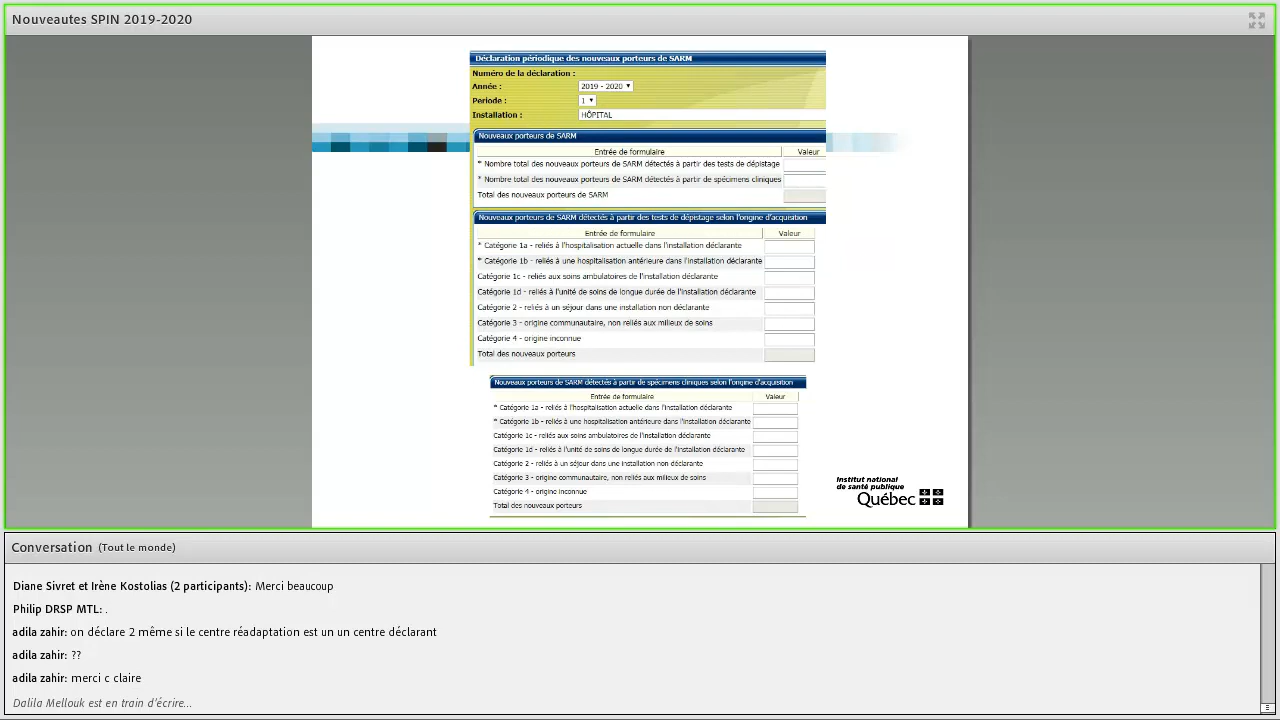 Nouveautes SPIN 2019-2020
Déclaration périodique des nouveaux porteurs de SARM
Numéro de la déclaration :
Année : 2019 - 2020
Periode : 1
Installation : HÔPITAL
Nouveaux porteurs de SARM
Entrée de formulaire Valeur
* Nombre total des nouveaux porteurs de SARM détectés à partir des tests de dépistage
* Nombre total des nouveaux porteurs de SARM détectés à partir de spécimens cliniques
Total des nouveaux porteurs de SARM
Nouveaux porteurs de SARM détectés à partir des tests de dépistage selon l'origine d'acquisition
Entrée de formulaire Valeur
* Catégorie 1a - reliés à l'hospitalisation actuelle dans l'installation déclarante
* Catégorie 1b - reliés à une hospitalisation antérieure dans l'installation déclarante
Catégorie 1c - reliés aux soins ambulatoires de l'installation déclarante
Catégorie 1d - reliés à l'unité de soins de longue durée de l'installation déclarante
Catégorie 2 - reliés à un séjour dans une installation non déclarante
Catégorie 3 - origine communautaire, non reliés aux milieux de soins
Catégorie 4 - origine inconnue
Total des nouveaux porteurs
Nouveaux porteurs de SARM détectés à partir de spécimens cliniques selon l'origine d'acquisition
Entrée de formulaire Valeur
* Catégorie 1a - reliés à l'hospitalisation actuelle dans l'installation déclarante
* Catégorie 1b - reliés à une hospitalisation antérieure dans l'installation déclarante
Catégorie 1c - reliés aux soins ambulatoires de l'installation déclarante
Catégorie 1d - reliés à l'unité de soins de longue durée de l'installation déclarante
Catégorie 2 - reliés à un séjour dans une installation non déclarante
Catégorie 3 - origine communautaire, non reliés aux milieux de soins
Catégorie 4 - origine inconnue
Total des nouveaux porteurs
Institut national
de santé publique
Québec
Conversation (Tout le monde)
Diane Sivret et Irène Kostolias (2 participants): Merci beaucoup
Philip DRSP MTL: .
adila zahir: on déclare 2 même si le centre réadaptation est un un centre déclarant
adila zahir: ??
adila zahir: merci c claire
Dalila Mellouk est en train d'écrire...